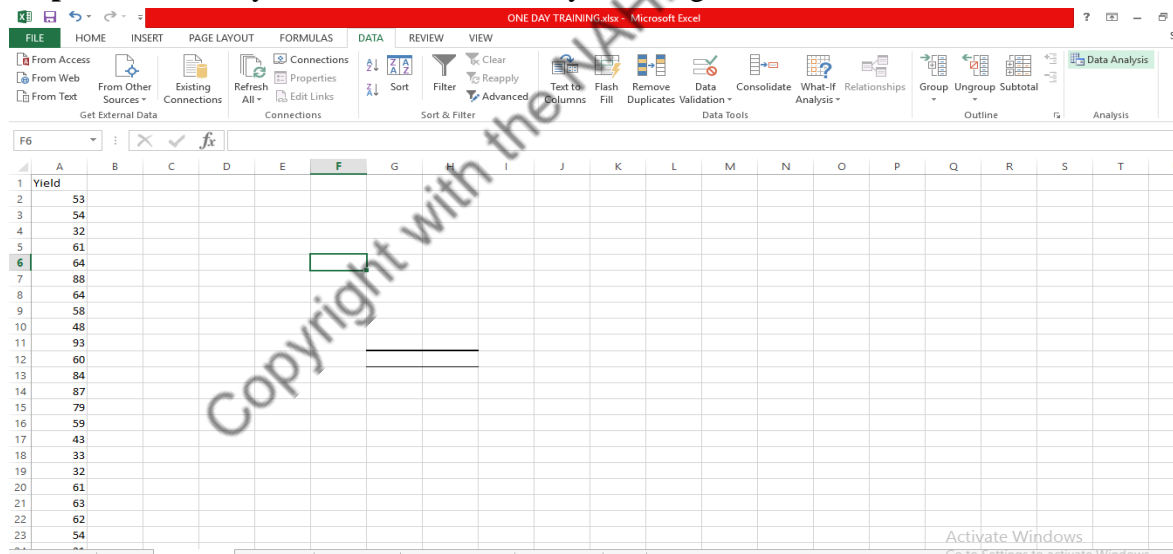 ONE DAY TRAINING.xlsx - Microsoft Excel
FILE HOME INSERT PAGE LAYOUT FORMULAS DATA REVIEW VIEW
From Access
From Web
From Text
From Other Sources
Existing Connections
Get External Data
Refresh All
Connections
Properties
Edit Links
Connections
Sort
Filter
Clear
Reapply
Advanced
Sort & Filter
Text to Columns
Flash Fill
Remove Duplicates
Data Validation
Consolidate
What-If Analysis
Relationships
Data Tools
Group
Ungroup
Subtotal
Outline
Data Analysis
Analysis
F6 fx
A B C D E F G H I J K L M N O P Q R S T
1 Yield
2 53
3 54
4 32
5 61
6 64
7 88
8 64
9 58
10 48
11 93
12 60
13 84
14 87
15 79
16 59
17 43
18 33
19 32
20 61
21 63
22 62
23 54
Copyright with the
Activate Windows